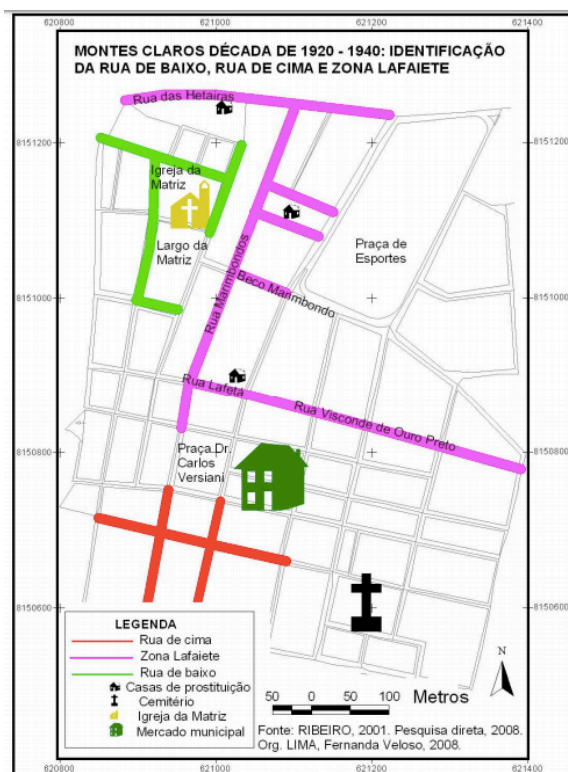 620800 621000 621200 621400
MONTES CLAROS DÉCADA DE 1920 - 1940: IDENTIFICAÇÃO
DA RUA DE BAIXO, RUA DE CIMA E ZONA LAFAIETE
Rua das Hetairas
8151200
8151200
Igreja da
Matriz
Largo da
Matriz
Praça de
Esportes
Rua Marimbondos
Beco Marimbondo
8151000
8151000
Rua Lafetá
Rua Visconde de Ouro Preto
8150800
8150800
Praça Dr.
Carlos
Versiani
8150600
8150600
LEGENDA
Rua de cima
Zona Lafaiete
Rua de baixo
Casas de prostituição
Cemitério
Igreja da Matriz
Mercado municipal
N
50 0 50 100
Metros
Fonte: RIBEIRO, 2001. Pesquisa direta, 2008.
Org. LIMA, Fernanda Veloso, 2008.
620800 621000 621200 621400